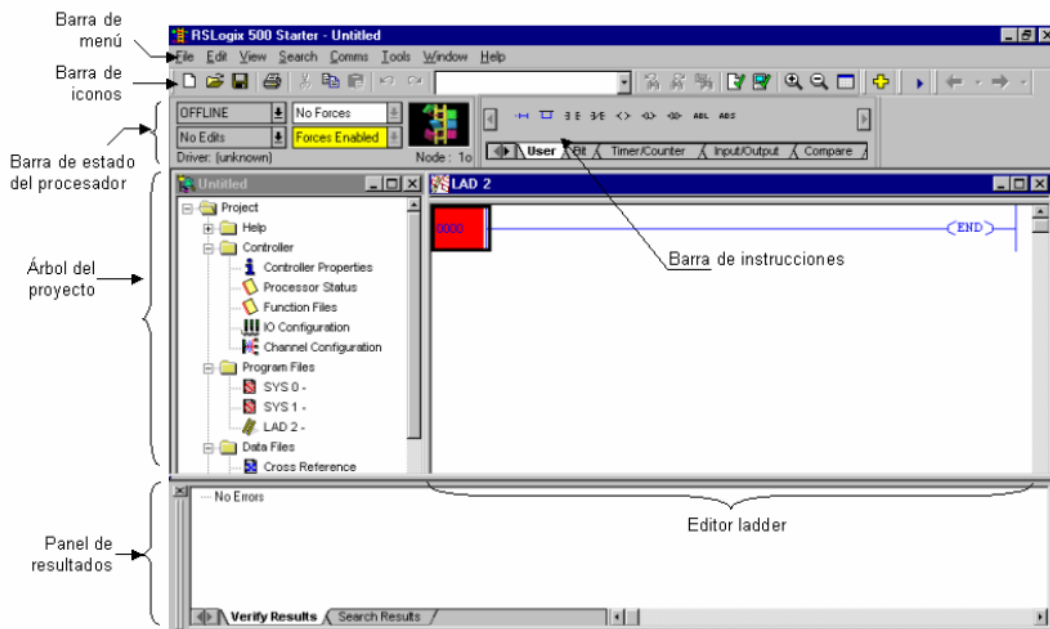 Barra de
menú
RSLogix 500 Starter - Untitled
File Edit View Search Comms Tools Window Help
Barra de
iconos
OFFLINE No Forces
No Edits Forces Enabled
Driver: (unknown) Node : 1o
ABL ABS
User Bit Timer/Counter Input/Output Compare
Barra de estado
del procesador
Untitled
LAD 2
Project
Help
Controller
Controller Properties
Processor Status
Function Files
IO Configuration
Channel Configuration
Program Files
SYS 0 -
SYS 1 -
LAD 2 -
Data Files
Cross Reference
0000
END
Barra de instrucciones
Árbol del
proyecto
No Errors
Editor ladder
Panel de
resultados
Verify Results Search Results